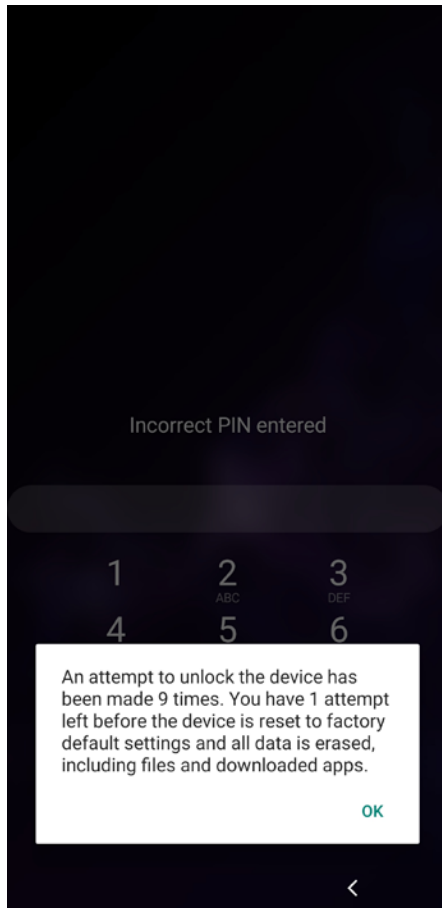 Incorrect PIN entered
1 2 3
ABC DEF
4 5 6
An attempt to unlock the device has
been made 9 times. You have 1 attempt
left before the device is reset to factory
default settings and all data is erased,
including files and downloaded apps.
OK